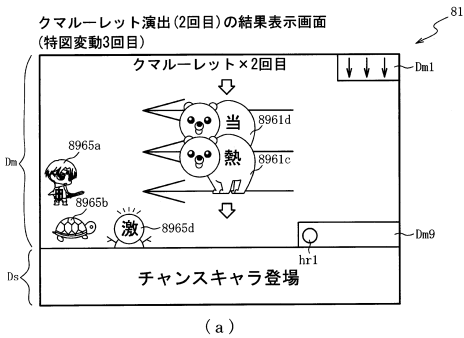 クマルーレット演出(2回目)の結果表示画面
(特図変動3回目)
81
クマルーレット×2回目
Dm1
当
8961d
熱
8961c
Dm
8965a
8965b
激
8965d
Dm9
hr1
Ds
チャンスキャラ登場
(a)